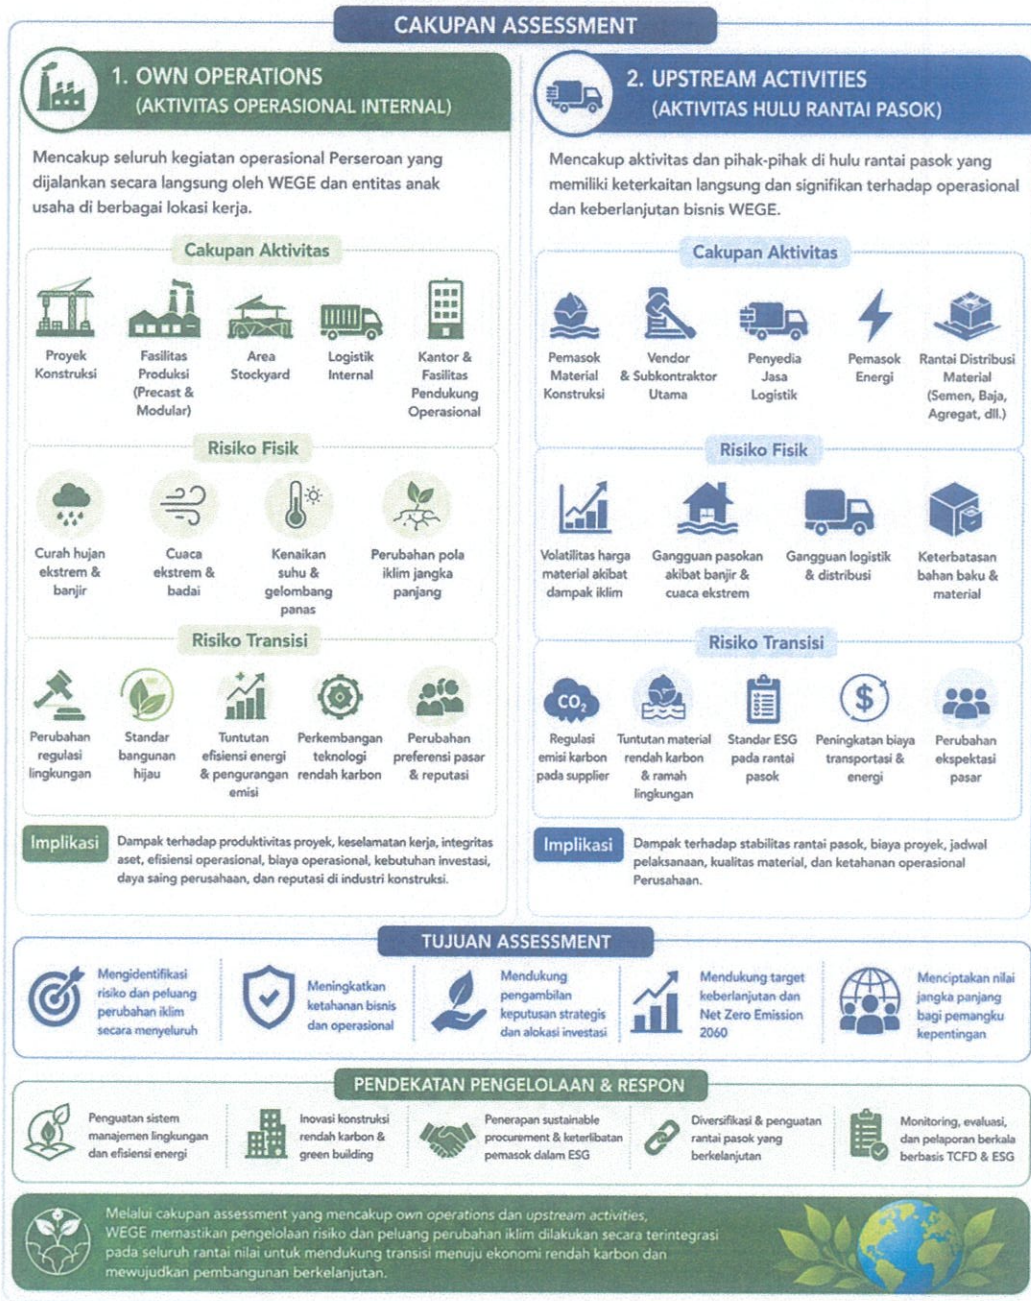 CAKUPAN ASSESSMENT
1. OWN OPERATIONS
(AKTIVITAS OPERASIONAL INTERNAL)
Mencakup seluruh kegiatan operasional Perseroan yang
dijalankan secara langsung oleh WEGE dan entitas anak
usaha di berbagai lokasi kerja.
Cakupan Aktivitas
Proyek
Konstruksi
Fasilitas
Produksi
(Precast &
Modular)
Area
Stockyard
Logistik
Internal
Kantor &
Fasilitas
Pendukung
Operasional
Risiko Fisik
Curah hujan
ekstrem &
banjir
Cuaca
ekstrem &
badai
Kenaikan
suhu &
gelombang
panas
Perubahan pola
iklim jangka
panjang
Risiko Transisi
Perubahan
regulasi
lingkungan
Standar
bangunan
hijau
Tuntutan
efisiensi energi
& pengurangan
emisi
Perkembangan
teknologi
rendah karbon
Perubahan
preferensi pasar
& reputasi
Implikasi
Dampak terhadap produktivitas proyek, keselamatan kerja, integritas
aset, efisiensi operasional, biaya operasional, kebutuhan investasi,
daya saing perusahaan, dan reputasi di industri konstruksi.
2. UPSTREAM ACTIVITIES
(AKTIVITAS HULU RANTAI PASOK)
Mencakup aktivitas dan pihak-pihak di hulu rantai pasok yang
memiliki keterkaitan langsung dan signifikan terhadap operasional
dan keberlanjutan bisnis WEGE.
Cakupan Aktivitas
Pemasok
Material
Konstruksi
Vendor
& Subkontraktor
Utama
Penyedia
Jasa
Logistik
Pemasok
Energi
Rantai Distribusi
Material
(Semen, Baja,
Agregat, dll.)
Risiko Fisik
Volatilitas harga
material akibat
dampak iklim
Gangguan pasokan
akibat banjir &
cuaca ekstrem
Gangguan logistik
& distribusi
Keterbatasan
bahan baku &
material
Risiko Transisi
CO2
Regulasi
emisi karbon
pada supplier
Tuntutan material
rendah karbon
& ramah
lingkungan
Standar ESG
pada rantai
pasok
$
Peningkatan biaya
transportasi &
energi
Perubahan
ekspektasi
pasar
Implikasi
Dampak terhadap stabilitas rantai pasok, biaya proyek, jadwal
pelaksanaan, kualitas material, dan ketahanan operasional
Perusahaan.
TUJUAN ASSESSMENT
Mengidentifikasi
risiko dan peluang
perubahan iklim
secara menyeluruh
Meningkatkan
ketahanan bisnis
dan operasional
Mendukung
pengambilan
keputusan strategis
dan alokasi investasi
Mendukung target
keberlanjutan dan
Net Zero Emission
2060
Menciptakan nilai
jangka panjang
bagi pemangku
kepentingan
PENDEKATAN PENGELOLAAN & RESPON
Penguatan sistem
manajemen lingkungan
dan efisiensi energi
Inovasi konstruksi
rendah karbon &
green building
Penerapan sustainable
procurement & keterlibatan
pemasok dalam ESG
Diversifikasi & penguatan
rantai pasok yang
berkelanjutan
Monitoring, evaluasi,
dan pelaporan berkala
berbasis TCFD & ESG
Melalui cakupan assessment yang mencakup own operations dan upstream activities,
WEGE memastikan pengelolaan risiko dan peluang perubahan iklim dilakukan secara terintegrasi
pada seluruh rantai nilai untuk mendukung transisi menuju ekonomi rendah karbon dan
mewujudkan pembangunan berkelanjutan.